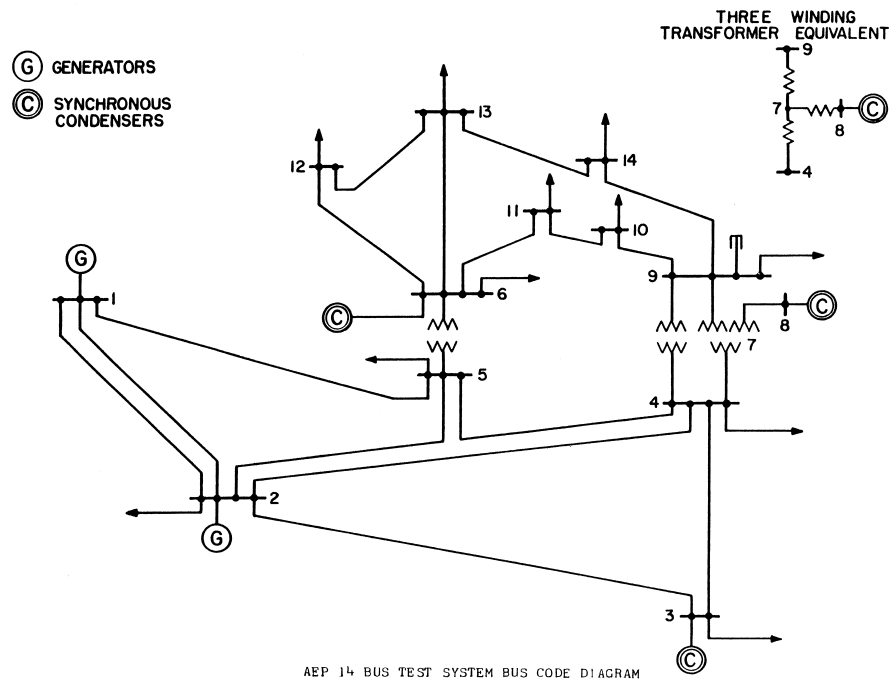 THREE WINDING
TRANSFORMER EQUIVALENT
9
G GENERATORS
C SYNCHRONOUS
CONDENSERS
7
C
8
4
13
12
14
11
10
G
1
9
6
C
8
C
7
5
4
2
G
3
C
AEP 14 BUS TEST SYSTEM BUS CODE DIAGRAM